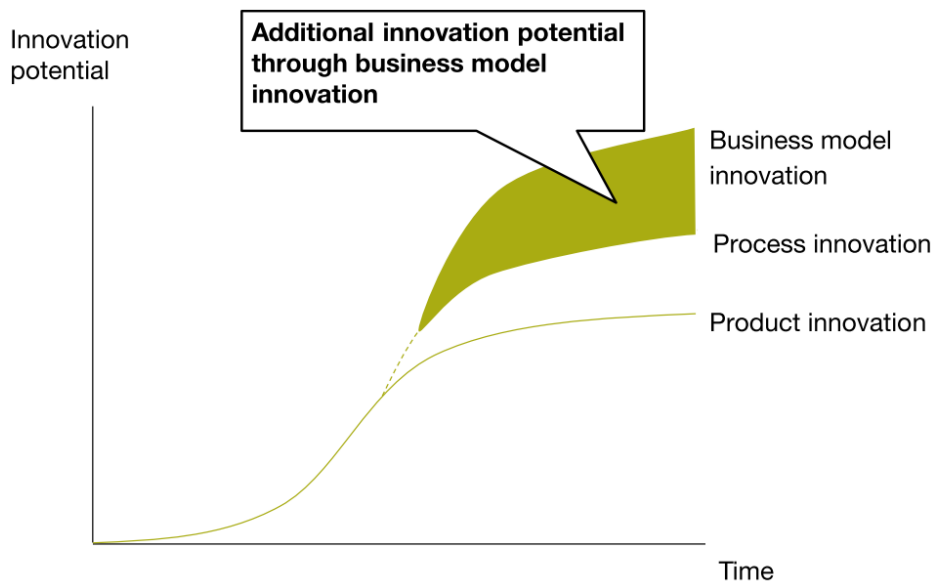 Innovation
potential
Additional innovation potential
through business model
innovation
Business model
innovation
Process innovation
Product innovation
Time